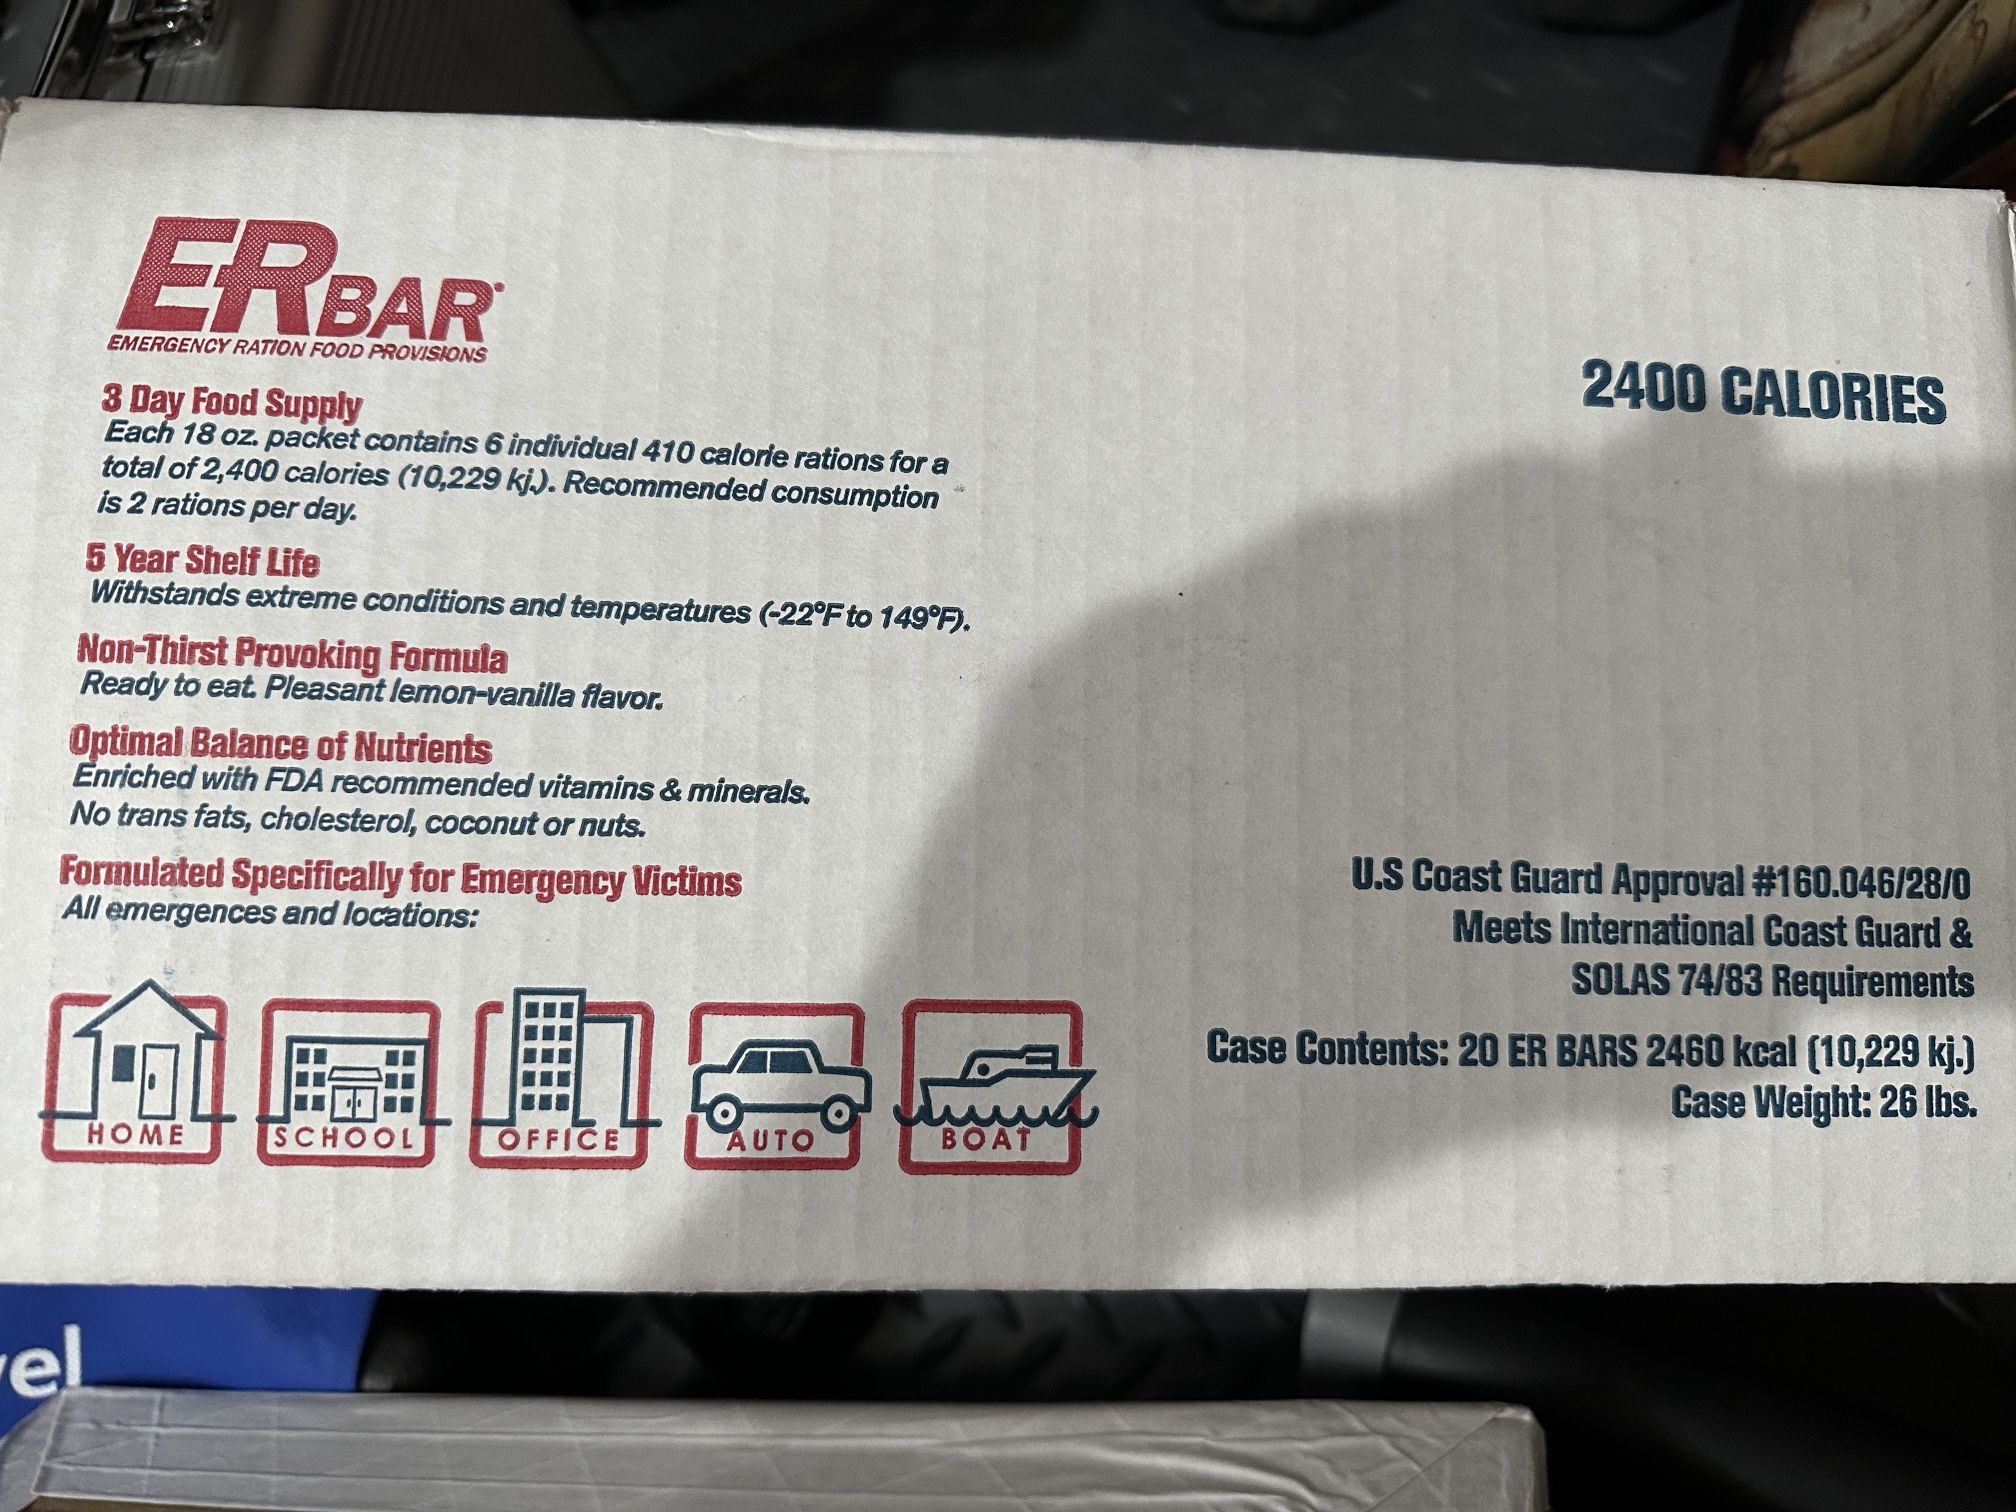 ER BAR
EMERGENCY RATION FOOD PROVISIONS
3 Day Food Supply
Each 18 oz. packet contains 6 individual 410 calorie rations for a
total of 2,400 calories (10,229 kj.). Recommended consumption
is 2 rations per day.
5 Year Shelf Life
Withstands extreme conditions and temperatures (-22°F to 149°F).
Non-Thirst Provoking Formula
Ready to eat. Pleasant lemon-vanilla flavor.
Optimal Balance of Nutrients
Enriched with FDA recommended vitamins & minerals.
No trans fats, cholesterol, coconut or nuts.
Formulated Specifically for Emergency Victims
All emergences and locations:
HOME
SCHOOL
OFFICE
AUTO
BOAT
2400 CALORIES
U.S Coast Guard Approval #160.046/28/0
Meets International Coast Guard &
SOLAS 74/83 Requirements
Case Contents: 20 ER BARS 2460 kcal (10,229 kj.)
Case Weight: 26 lbs.